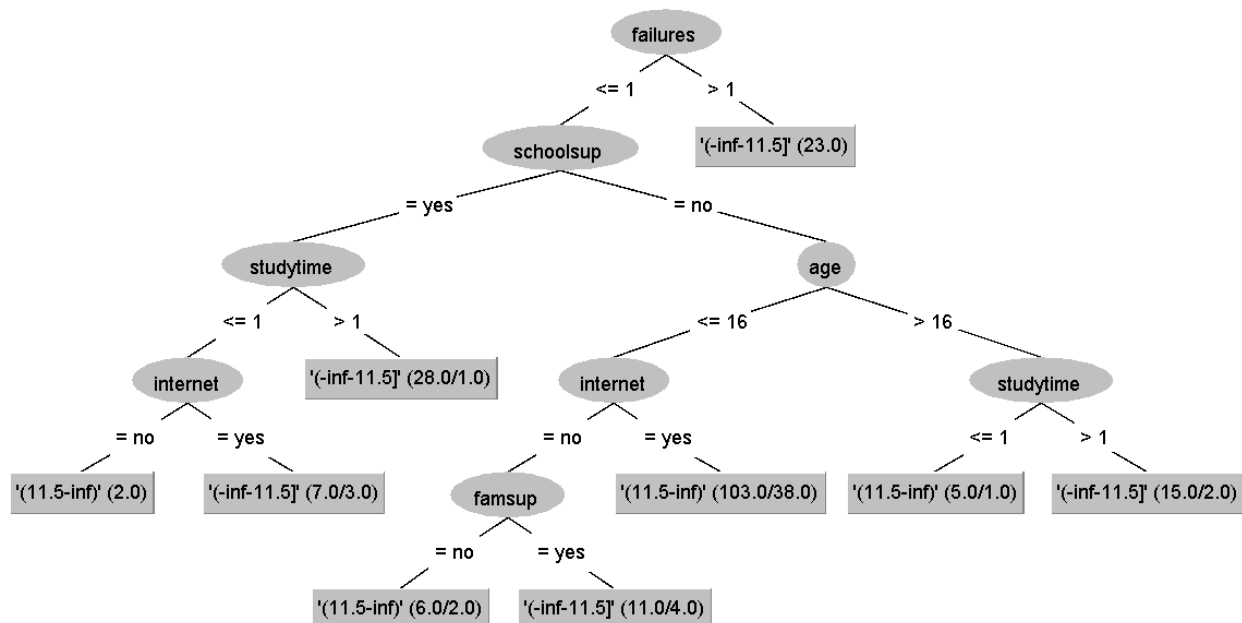 failures
<= 1
> 1
schoolsup
'(-inf-11.5]' (23.0)
= yes
= no
studytime
age
<= 1
> 1
<= 16
> 16
internet
'(-inf-11.5]' (28.0/1.0)
internet
studytime
= no
= yes
= no
= yes
<= 1
> 1
'(11.5-inf)' (2.0)
'(-inf-11.5]' (7.0/3.0)
famsup
'(11.5-inf)' (103.0/38.0)
'(11.5-inf)' (5.0/1.0)
'(-inf-11.5]' (15.0/2.0)
= no
= yes
'(11.5-inf)' (6.0/2.0)
'(-inf-11.5]' (11.0/4.0)